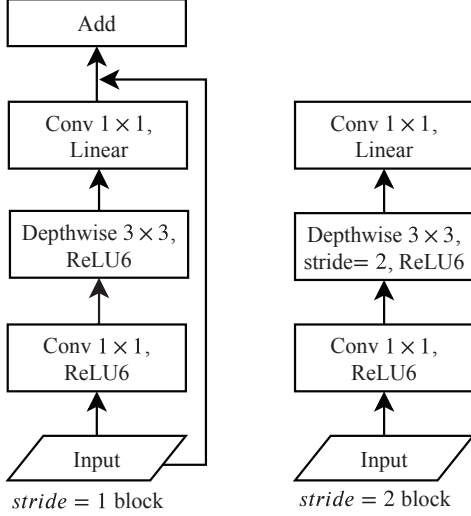 Add
Conv 1 × 1,
Linear
Depthwise 3 × 3,
ReLU6
Conv 1 × 1,
ReLU6
Input
stride = 1 block
Conv 1 × 1,
Linear
Depthwise 3 × 3,
stride= 2, ReLU6
Conv 1 × 1,
ReLU6
Input
stride = 2 block